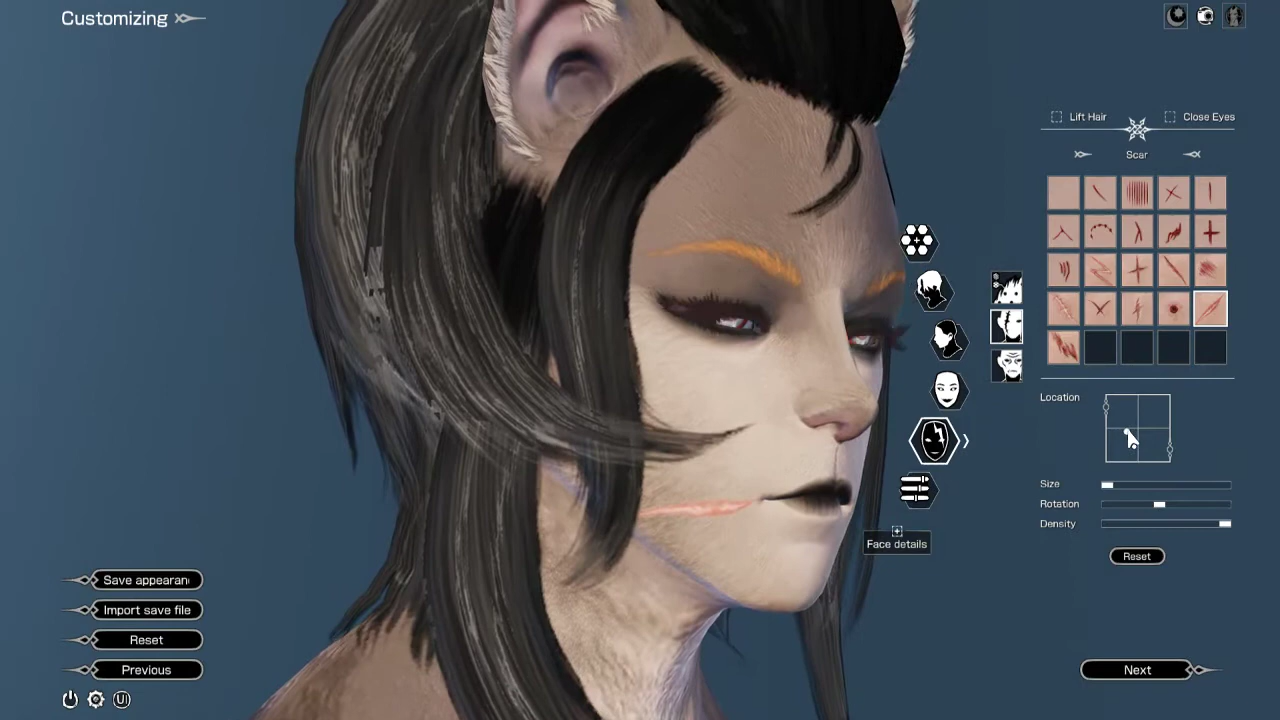 Customizing
Lift Hair
Close Eyes
Scar
Location
Size
Rotation
Density
Reset
Face details
Save appearan
Import save file
Reset
Previous
UI
Next